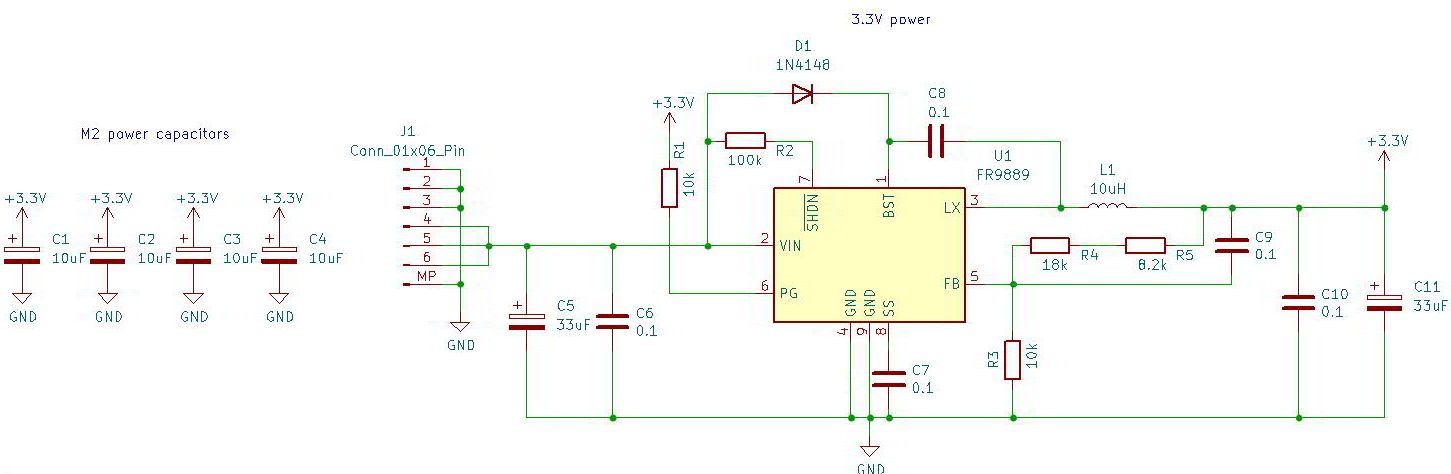 3.3V power
D1
1N4148
C8
0.1
+3.3V
R1
10k
100k
R2
M2 power capacitors
J1
Conn_01x06_Pin
1
2
3
4
5
6
MP
GND
+3.3V
C1
10uF
GND
+3.3V
C2
10uF
GND
+3.3V
C3
10uF
GND
+3.3V
C4
10uF
GND
U1
FR9889
7
SHDN
1
BST
LX
3
2
VIN
6
PG
FB
5
GND
4
GND
9
SS
8
L1
10uH
+3.3V
18k
R4
8.2k
R5
C9
0.1
C5
33uF
C6
0.1
C7
0.1
R3
10k
C10
0.1
C11
33uF
GND